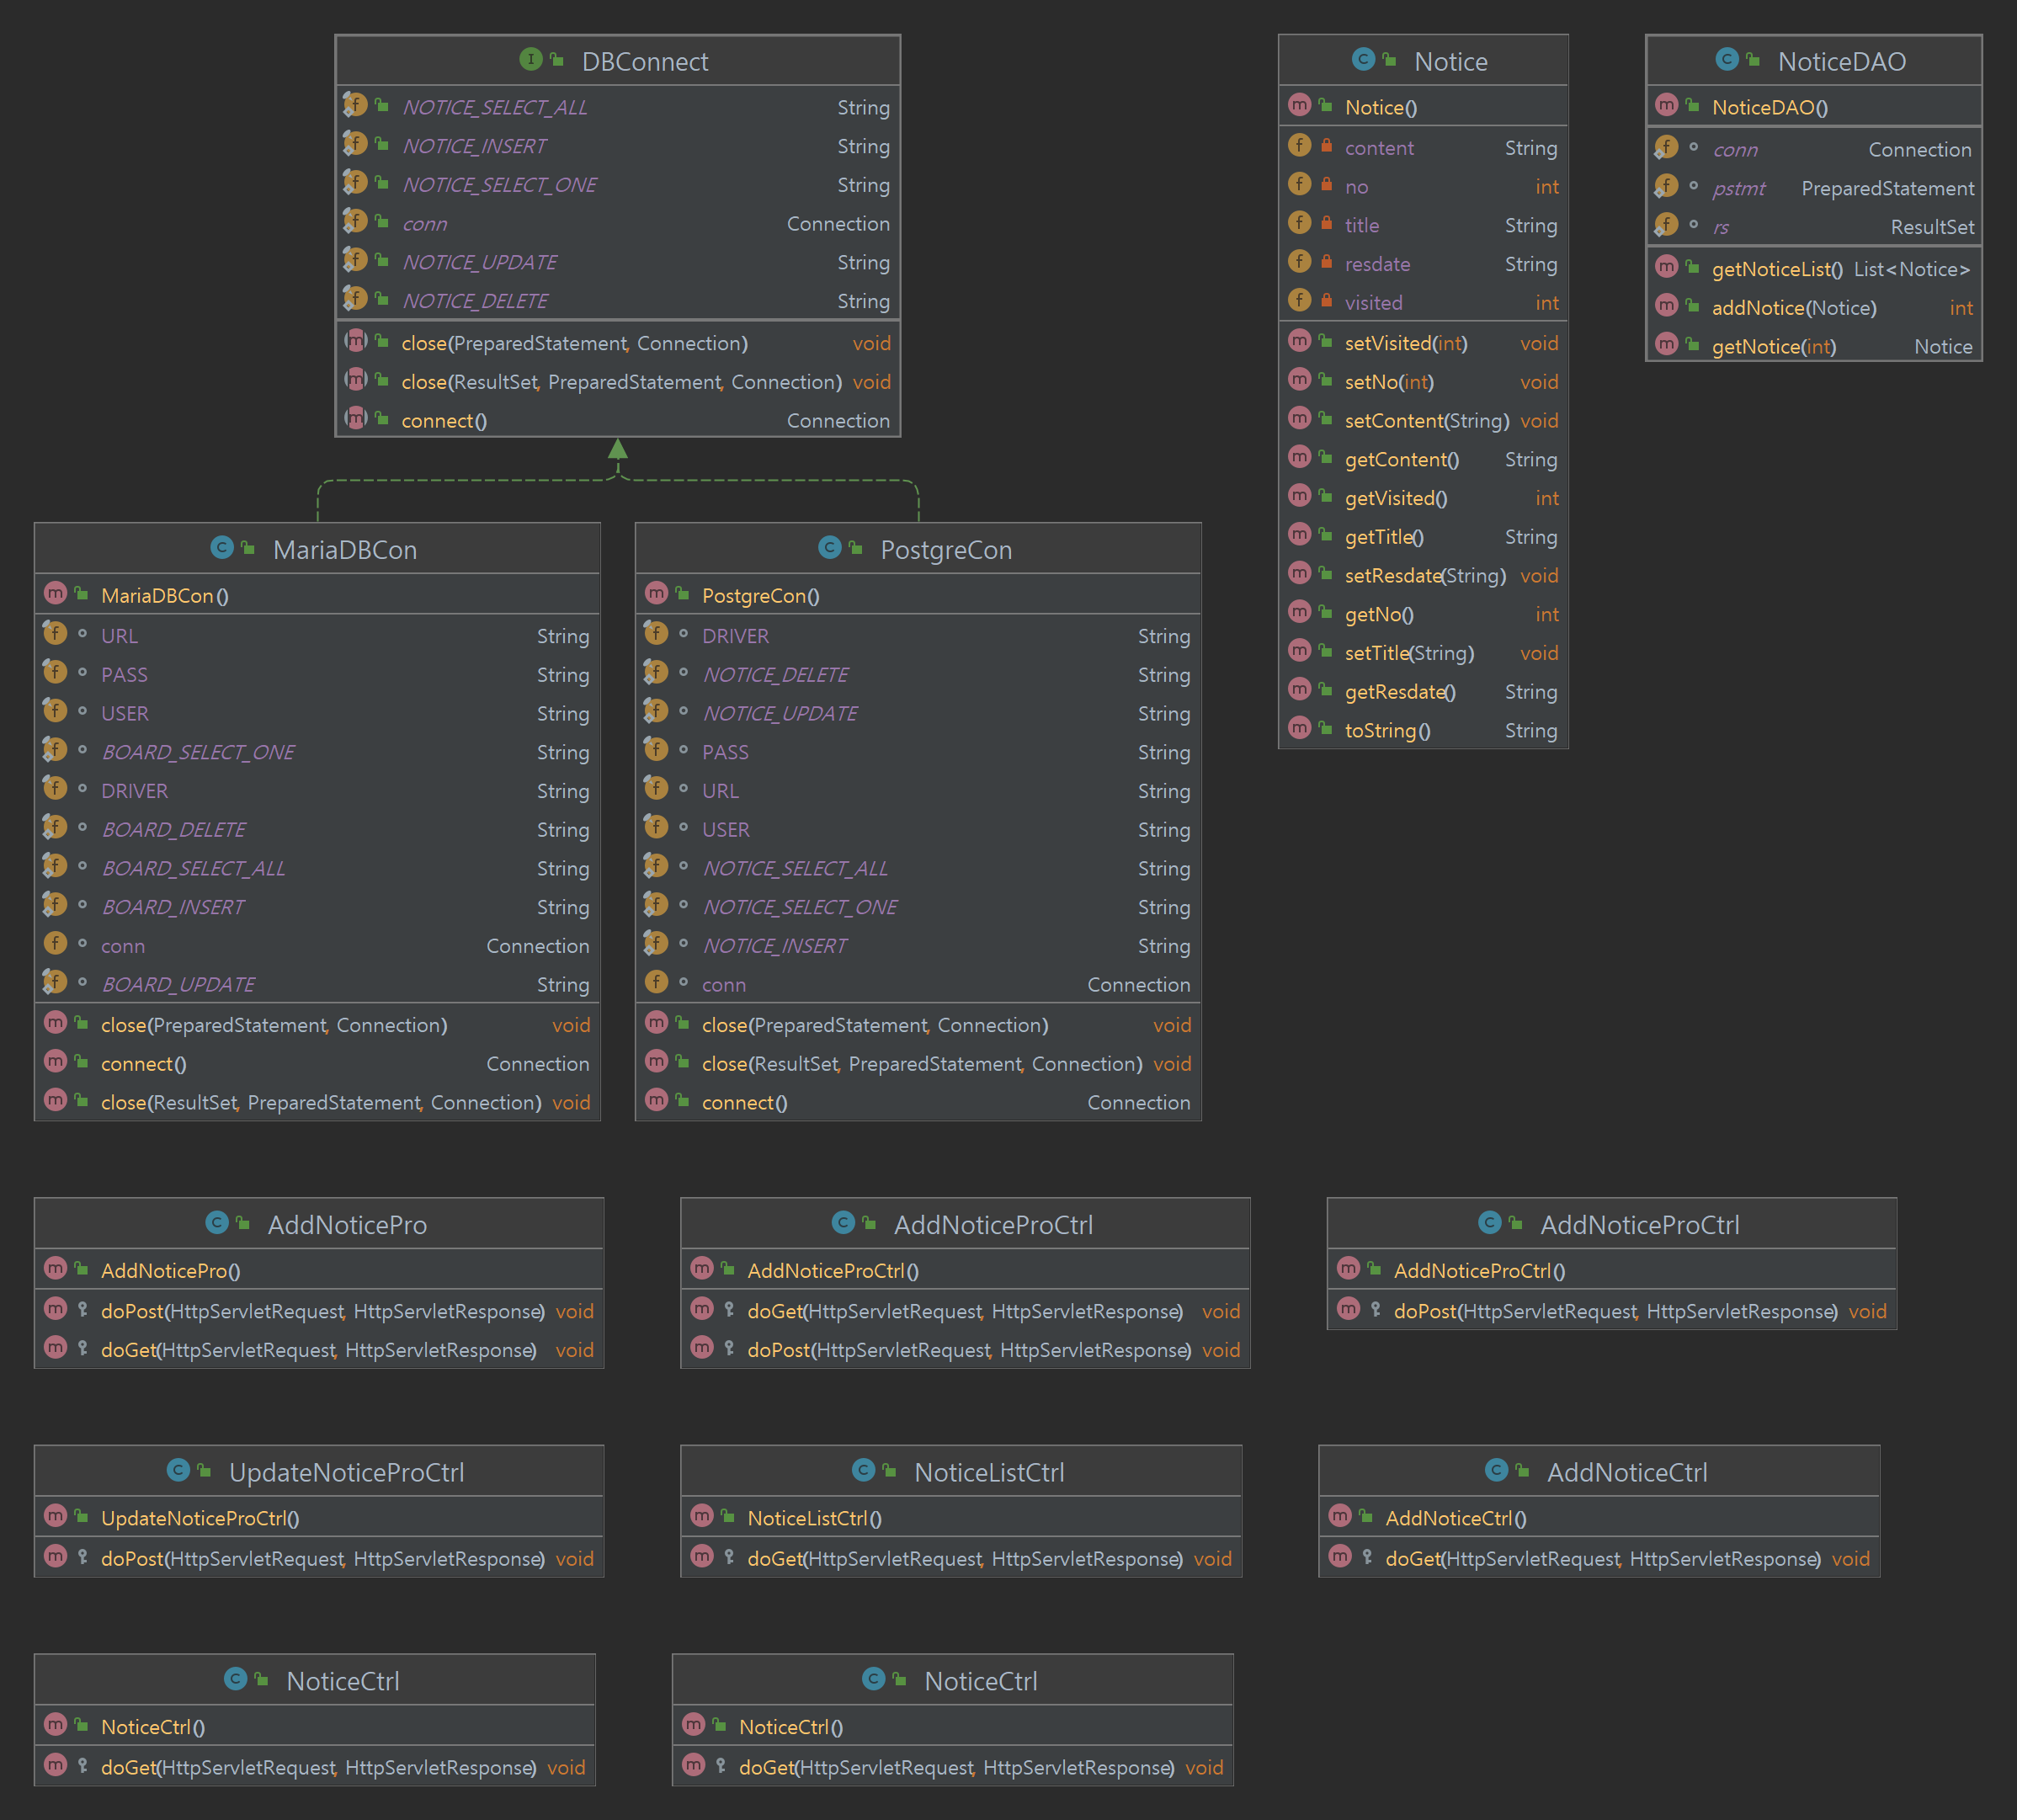 DBConnect
NOTICE_SELECT_ALL String
NOTICE_INSERT String
NOTICE_SELECT_ONE String
conn Connection
NOTICE_UPDATE String
NOTICE_DELETE String
close(PreparedStatement, Connection) void
close(ResultSet, PreparedStatement, Connection) void
connect() Connection
Notice
Notice()
content String
no int
title String
resdate String
visited int
setVisited(int) void
setNo(int) void
setContent(String) void
getContent() String
getVisited() int
getTitle() String
setResdate(String) void
getNo() int
setTitle(String) void
getResdate() String
toString() String
NoticeDAO
NoticeDAO()
conn Connection
pstmt PreparedStatement
rs ResultSet
getNoticeList() List<Notice>
addNotice(Notice) int
getNotice(int) Notice
MariaDBCon
MariaDBCon()
URL String
PASS String
USER String
BOARD_SELECT_ONE String
DRIVER String
BOARD_DELETE String
BOARD_SELECT_ALL String
BOARD_INSERT String
conn Connection
BOARD_UPDATE String
close(PreparedStatement, Connection) void
connect() Connection
close(ResultSet, PreparedStatement, Connection) void
PostgreCon
PostgreCon()
DRIVER String
NOTICE_DELETE String
NOTICE_UPDATE String
PASS String
URL String
USER String
NOTICE_SELECT_ALL String
NOTICE_SELECT_ONE String
NOTICE_INSERT String
conn Connection
close(PreparedStatement, Connection) void
close(ResultSet, PreparedStatement, Connection) void
connect() Connection
AddNoticePro
AddNoticePro()
doPost(HttpServletRequest, HttpServletResponse) void
doGet(HttpServletRequest, HttpServletResponse) void
AddNoticeProCtrl
AddNoticeProCtrl()
doGet(HttpServletRequest, HttpServletResponse) void
doPost(HttpServletRequest, HttpServletResponse) void
AddNoticeProCtrl
AddNoticeProCtrl()
doPost(HttpServletRequest, HttpServletResponse) void
UpdateNoticeProCtrl
UpdateNoticeProCtrl()
doPost(HttpServletRequest, HttpServletResponse) void
NoticeListCtrl
NoticeListCtrl()
doGet(HttpServletRequest, HttpServletResponse) void
AddNoticeCtrl
AddNoticeCtrl()
doGet(HttpServletRequest, HttpServletResponse) void
NoticeCtrl
NoticeCtrl()
doGet(HttpServletRequest, HttpServletResponse) void
NoticeCtrl
NoticeCtrl()
doGet(HttpServletRequest, HttpServletResponse) void